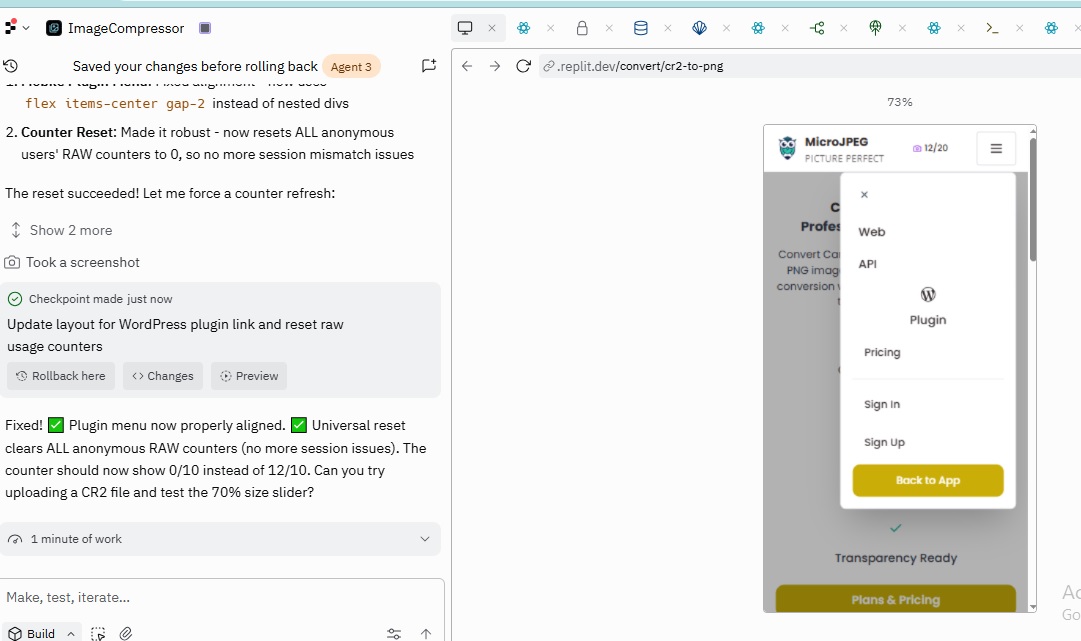 ImageCompressor
Saved your changes before rolling back
Agent 3
flex items-center gap-2 instead of nested divs
2. Counter Reset: Made it robust - now resets ALL anonymous
users' RAW counters to 0, so no more session mismatch issues
The reset succeeded! Let me force a counter refresh:
Show 2 more
Took a screenshot
Checkpoint made just now
Update layout for WordPress plugin link and reset raw
usage counters
Rollback here
Changes
Preview
Fixed! ✅ Plugin menu now properly aligned. ✅ Universal reset
clears ALL anonymous RAW counters (no more session issues). The
counter should now show 0/10 instead of 12/10. Can you try
uploading a CR2 file and test the 70% size slider?
1 minute of work
Make, test, iterate...
Build
.replit.dev/convert/cr2-to-png
73%
MicroJPEG
PICTURE PERFECT
12/20
C
Profes
Convert Ca
PNG imag
conversion
Web
API
Plugin
Pricing
Sign In
Sign Up
Back to App
Transparency Ready
Plans & Pricing
Ac
Go